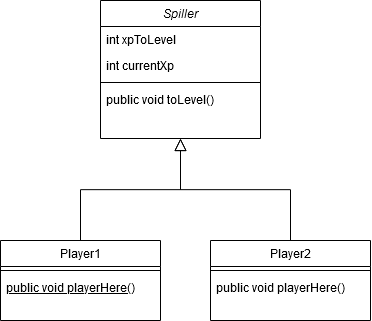 Spiller
int xpToLevel
int currentXp
public void toLevel()
Player1
public void playerHere()
Player2
public void playerHere()